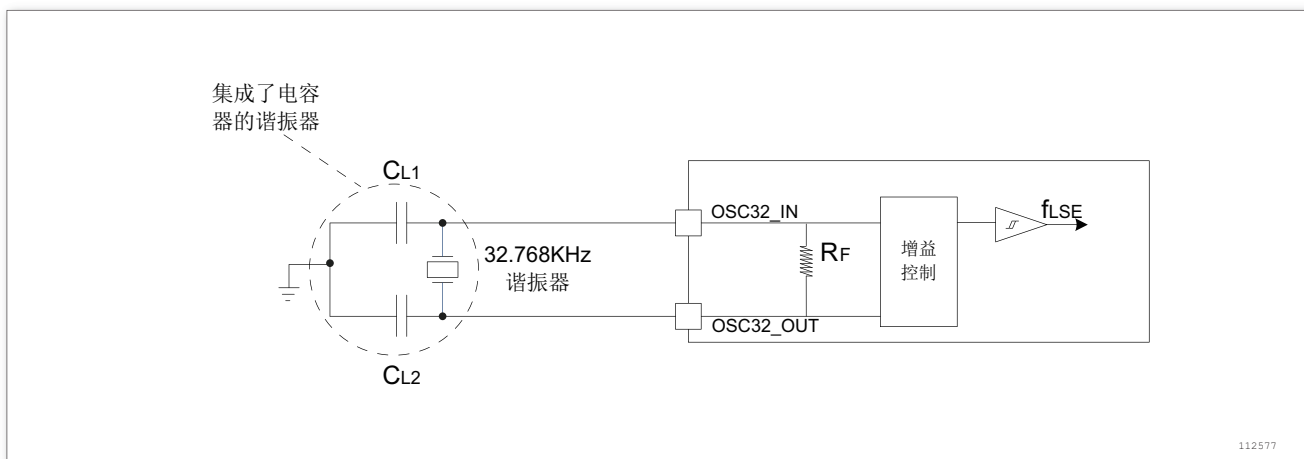 集成了电容
器的谐振器
CL1
OSC32_IN
fLSE
32.768KHz
谐振器
RF
增益
控制
OSC32_OUT
CL2
112577